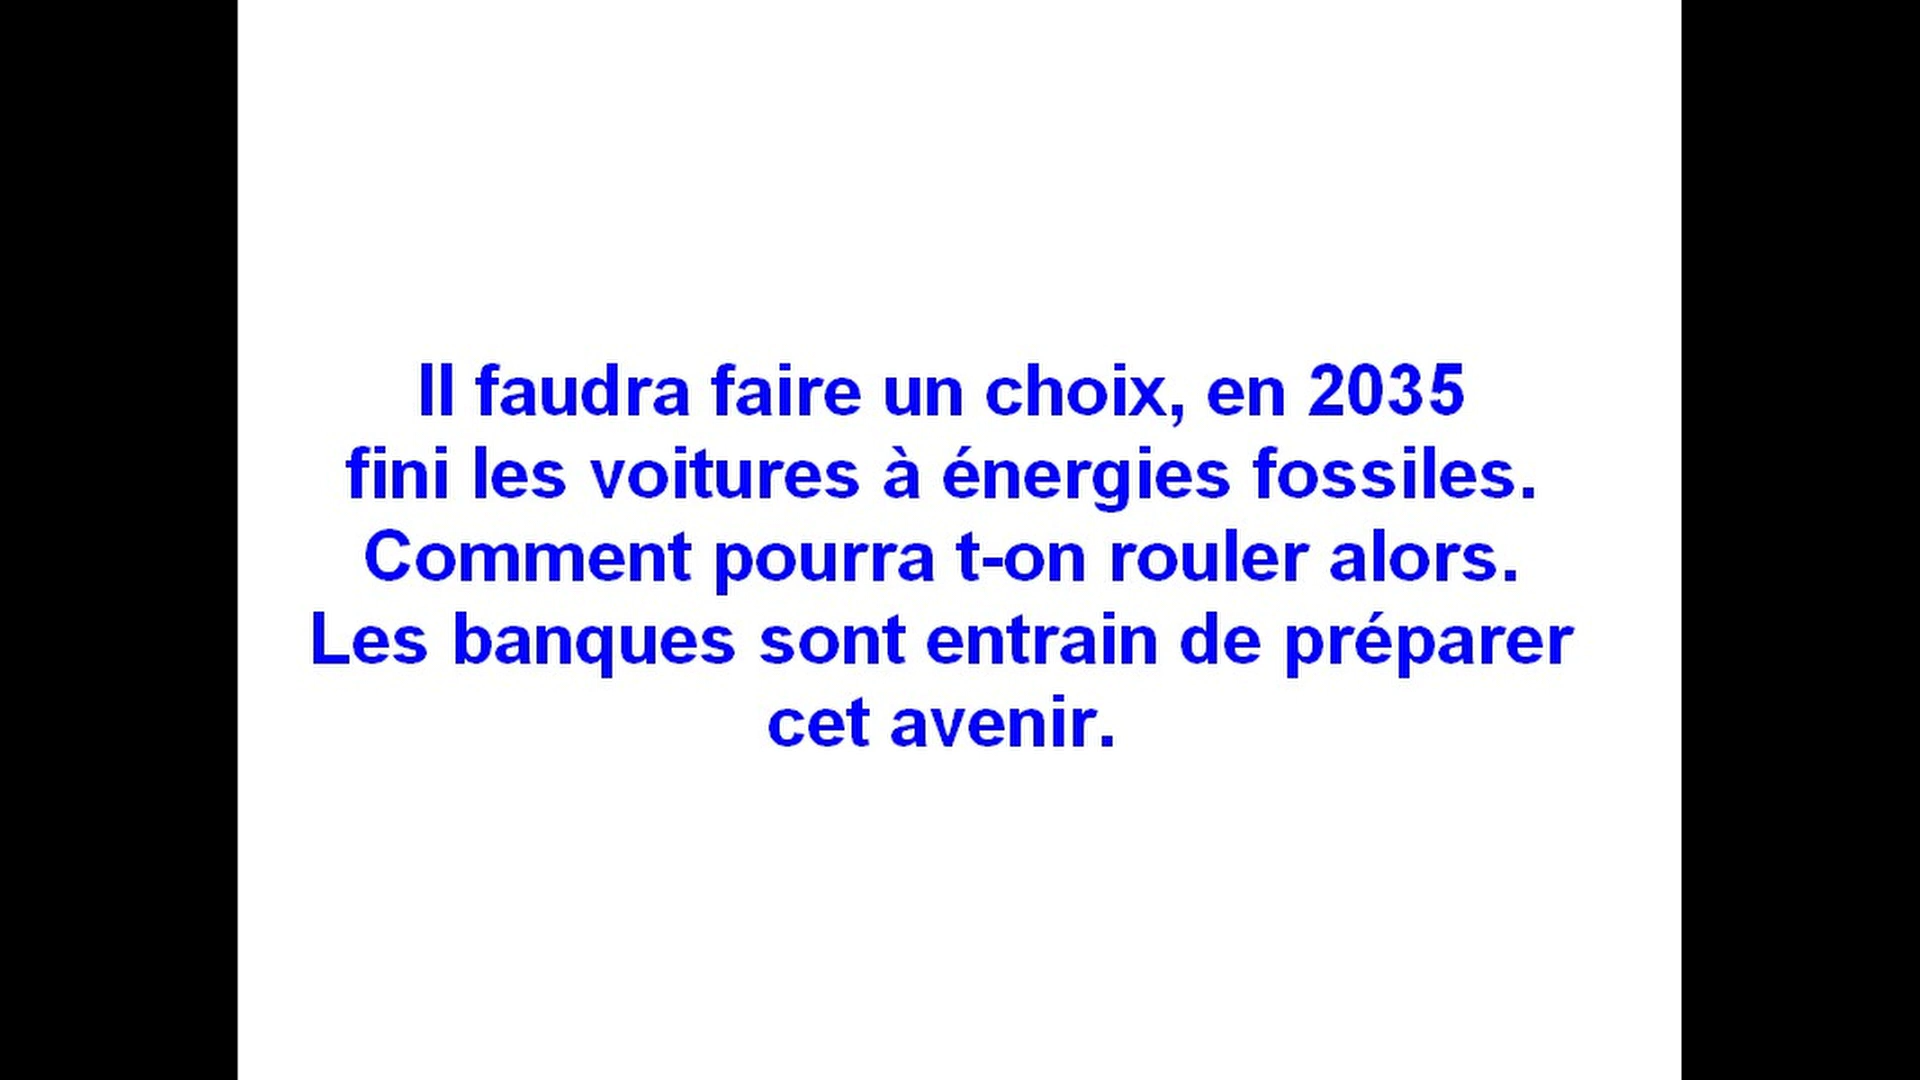 Il faudra faire un choix, en 2035
fini les voitures à énergies fossiles.
Comment pourra t-on rouler alors.
Les banques sont entrain de préparer
cet avenir.